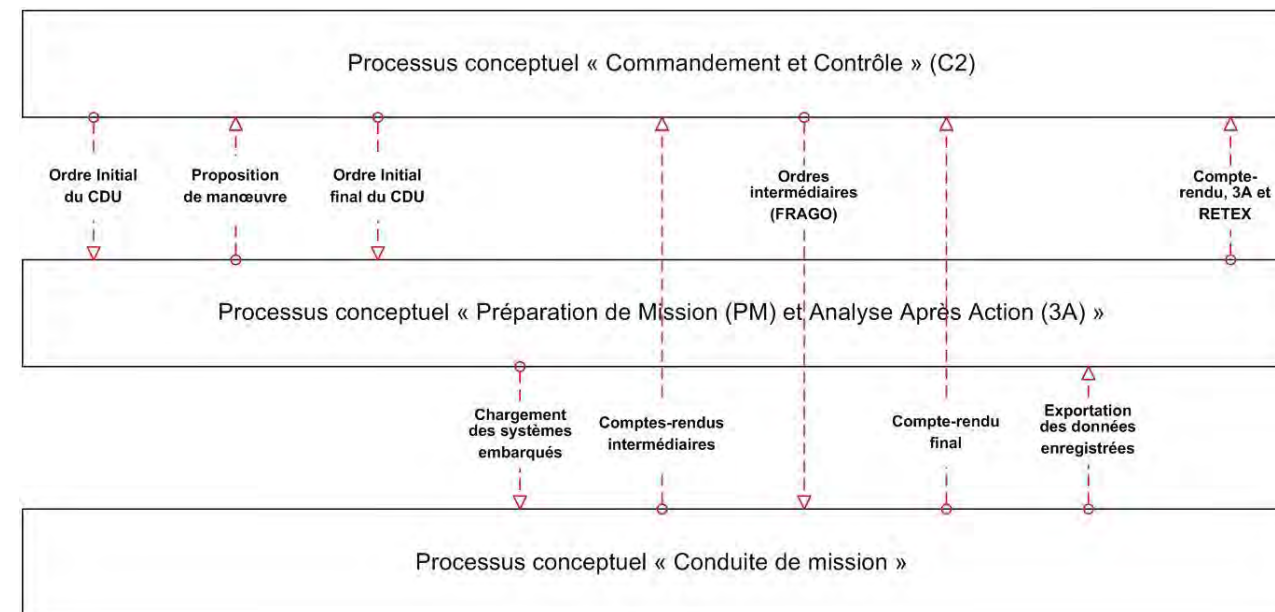 Processus conceptuel « Commandement et Contrôle » (C2)
Ordre Initial
du CDU
Proposition
de manœuvre
Ordre Initial
final du CDU
Ordres
intermédiaires
(FRAGO)
Compte-
rendu, 3A et
RETEX
Processus conceptuel « Préparation de Mission (PM) et Analyse Après Action (3A) »
Chargement
des systèmes
embarqués
Comptes-rendus
intermédiaires
Compte-rendu
final
Exportation
des données
enregistrées
Processus conceptuel « Conduite de mission »